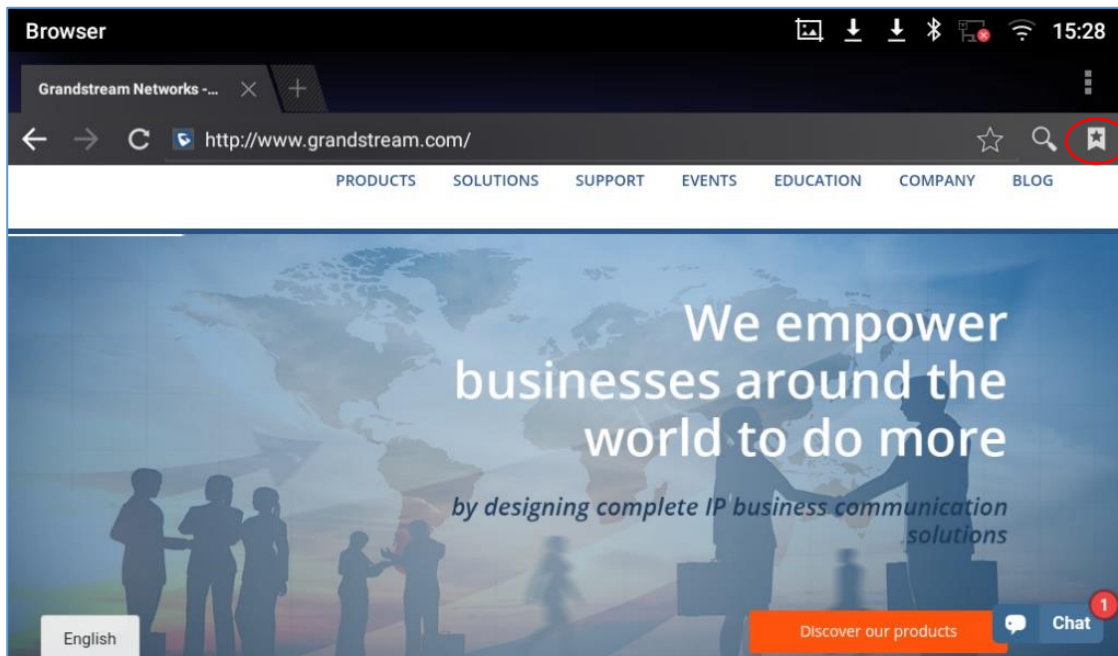 Browser
15:28
Grandstream Networks -...
http://www.grandstream.com/
PRODUCTS SOLUTIONS SUPPORT EVENTS EDUCATION COMPANY BLOG
We empower
businesses around the
world to do more
by designing complete IP business communication
solutions
English
Discover our products
Chat
1